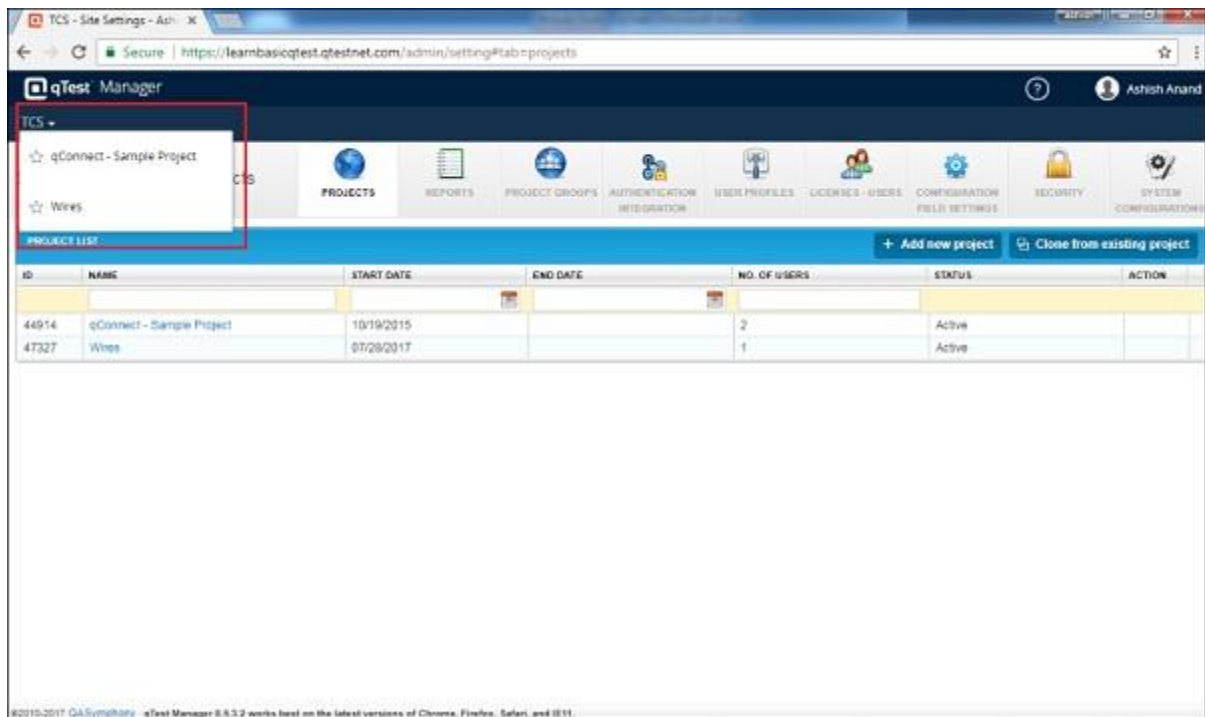 TCS - Site Settings - Ash
Secure | https://learnbasicqtest.qtestnet.com/admin/setting#tab=projects
qTest Manager
Ashish Anand
TCS
qConnect - Sample Project
Wires
CTS
PROJECTS
REPORTS
PROJECT GROUPS
AUTHENTICATION INTEGRATION
USER PROFILES
LICENSES - USERS
CONFIGURATION FIELD SETTINGS
SECURITY
SYSTEM CONFIGURATIONS
PROJECT LIST
+ Add new project
Clone from existing project
ID NAME START DATE END DATE NO. OF USERS STATUS ACTION
44914 qConnect - Sample Project 10/19/2015 2 Active
47327 Wires 07/28/2017 1 Active
©2010-2017 QASymphony qTest Manager 8.5.3.2 works best on the latest versions of Chrome, Firefox, Safari, and IE11.